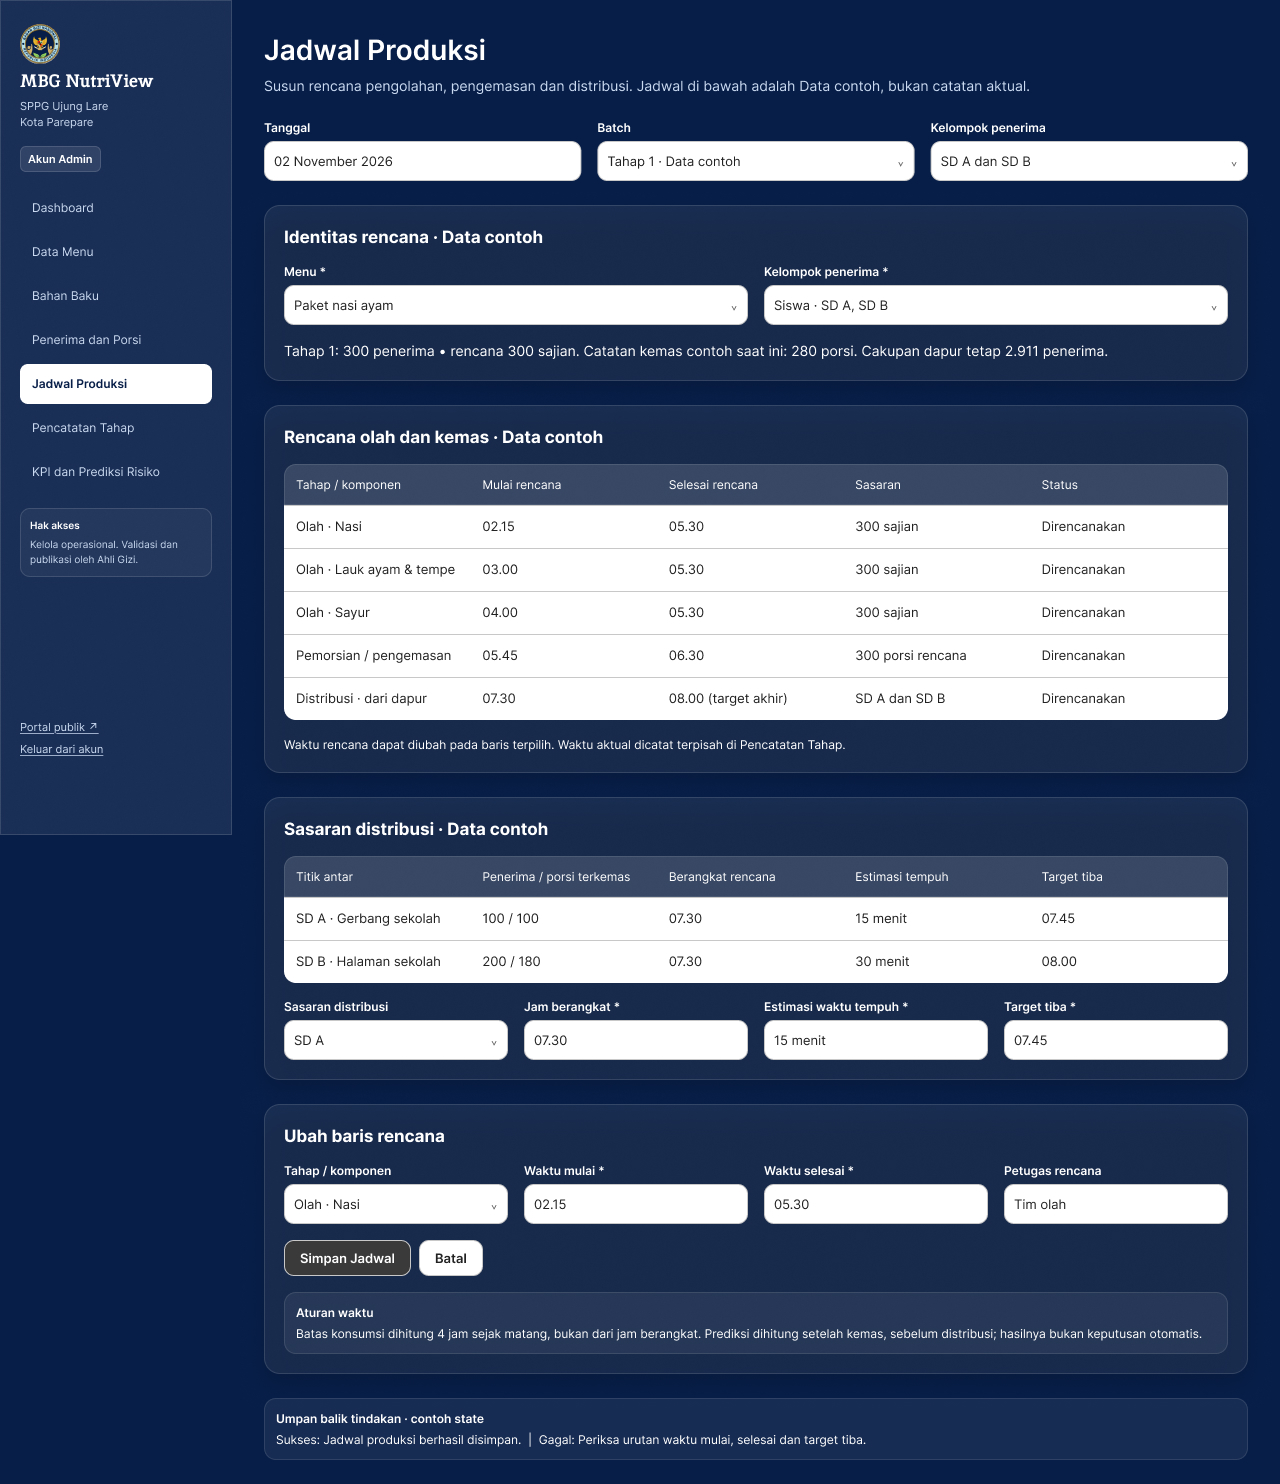 MBG NutriView
SPPG Ujung Lare
Kota Parepare
Akun Admin
Dashboard
Data Menu
Bahan Baku
Penerima dan Porsi
Jadwal Produksi
Pencatatan Tahap
KPI dan Prediksi Risiko
Hak akses
Kelola operasional. Validasi dan
publikasi oleh Ahli Gizi.
Portal publik ↗
Keluar dari akun
Jadwal Produksi
Susun rencana pengolahan, pengemasan dan distribusi. Jadwal di bawah adalah Data contoh, bukan catatan aktual.
Tanggal Batch Kelompok penerima
02 November 2026 Tahap 1 · Data contoh SD A dan SD B
Identitas rencana · Data contoh
Menu * Kelompok penerima *
Paket nasi ayam Siswa · SD A, SD B
Tahap 1: 300 penerima • rencana 300 sajian. Catatan kemas contoh saat ini: 280 porsi. Cakupan dapur tetap 2.911 penerima.
Rencana olah dan kemas · Data contoh
Tahap / komponen Mulai rencana Selesai rencana Sasaran Status
Olah · Nasi 02.15 05.30 300 sajian Direncanakan
Olah · Lauk ayam & tempe 03.00 05.30 300 sajian Direncanakan
Olah · Sayur 04.00 05.30 300 sajian Direncanakan
Pemorsian / pengemasan 05.45 06.30 300 porsi rencana Direncanakan
Distribusi · dari dapur 07.30 08.00 (target akhir) SD A dan SD B Direncanakan
Waktu rencana dapat diubah pada baris terpilih. Waktu aktual dicatat terpisah di Pencatatan Tahap.
Sasaran distribusi · Data contoh
Titik antar Penerima / porsi terkemas Berangkat rencana Estimasi tempuh Target tiba
SD A · Gerbang sekolah 100 / 100 07.30 15 menit 07.45
SD B · Halaman sekolah 200 / 180 07.30 30 menit 08.00
Sasaran distribusi Jam berangkat * Estimasi waktu tempuh * Target tiba *
SD A 07.30 15 menit 07.45
Ubah baris rencana
Tahap / komponen Waktu mulai * Waktu selesai * Petugas rencana
Olah · Nasi 02.15 05.30 Tim olah
Simpan Jadwal Batal
Aturan waktu
Batas konsumsi dihitung 4 jam sejak matang, bukan dari jam berangkat. Prediksi dihitung setelah kemas, sebelum distribusi; hasilnya bukan keputusan otomatis.
Umpan balik tindakan · contoh state
Sukses: Jadwal produksi berhasil disimpan. | Gagal: Periksa urutan waktu mulai, selesai dan target tiba.